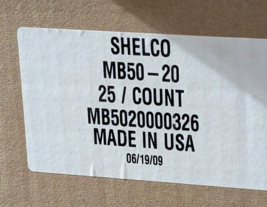 SHELCO
MB50-20
25 / COUNT
MB5020000326
MADE IN USA
06/19/09